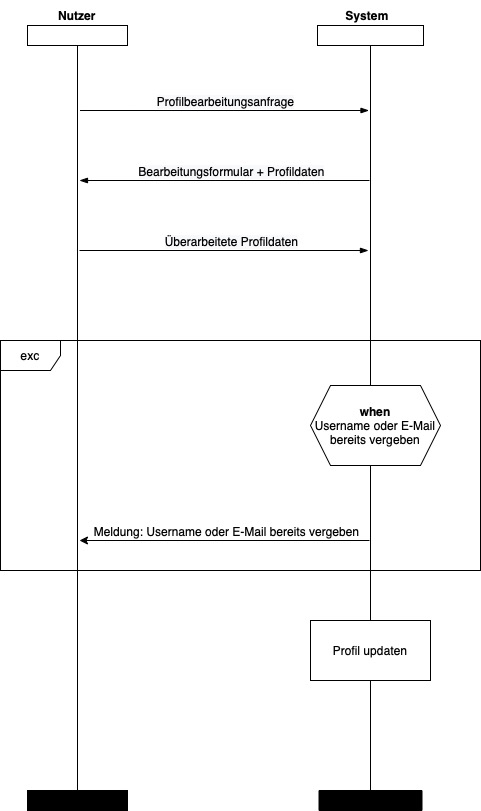 Nutzer
System
Profilbearbeitungsanfrage
Bearbeitungsformular + Profildaten
Überarbeitete Profildaten
exc
when
Username oder E-Mail
bereits vergeben
Meldung: Username oder E-Mail bereits vergeben
Profil updaten